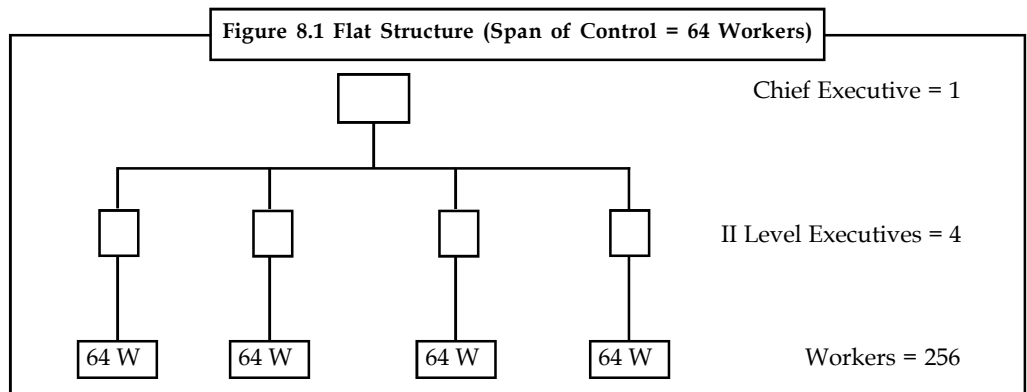 Figure 8.1 Flat Structure (Span of Control = 64 Workers)
Chief Executive = 1
II Level Executives = 4
64 W 64 W 64 W 64 W Workers = 256